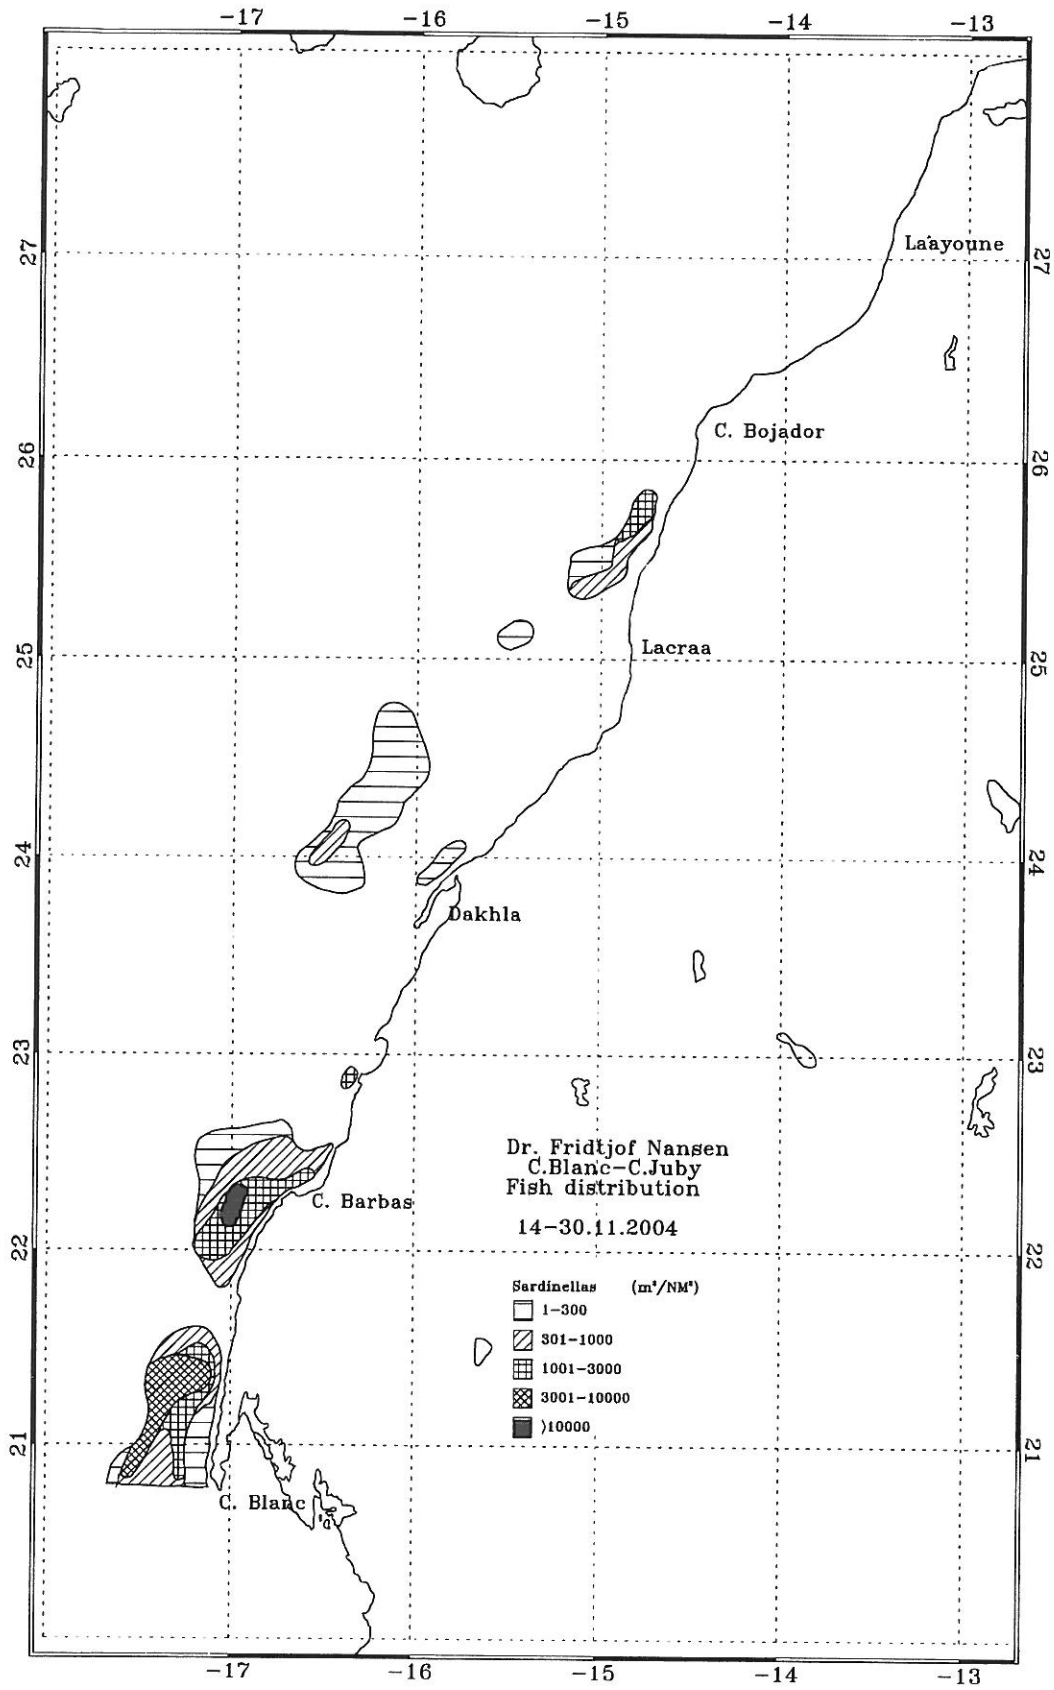 -17 -16 -15 -14 -13
27 Laayoune 27
26 C. Bojador 26
25 Lacraa 25
24 24
Dakhla
23 23
Dr. Fridtjof Nansen
C.Blanc-C.Juby
Fish distribution
C. Barbas
14-30.11.2004
22 22
Sardinellas (m²/NM²)
1-300
301-1000
1001-3000
3001-10000
>10000
21 21
C. Blanc
-17 -16 -15 -14 -13